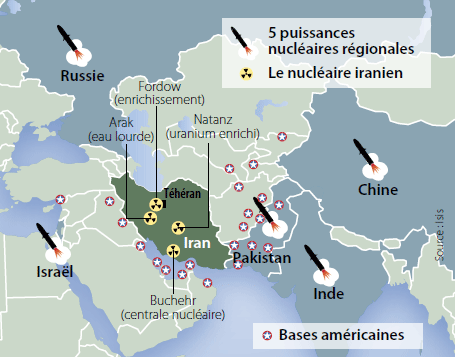 5 puissances
nucléaires régionales
Le nucléaire iranien
Russie
Fordow
(enrichissement)
Arak
(eau lourde)
Natanz
(uranium enrichi)
Téhéran
Chine
Iran
Pakistan
Israël
Inde
Buchehr
(centrale nucléaire)
Bases américaines
Source : Isis